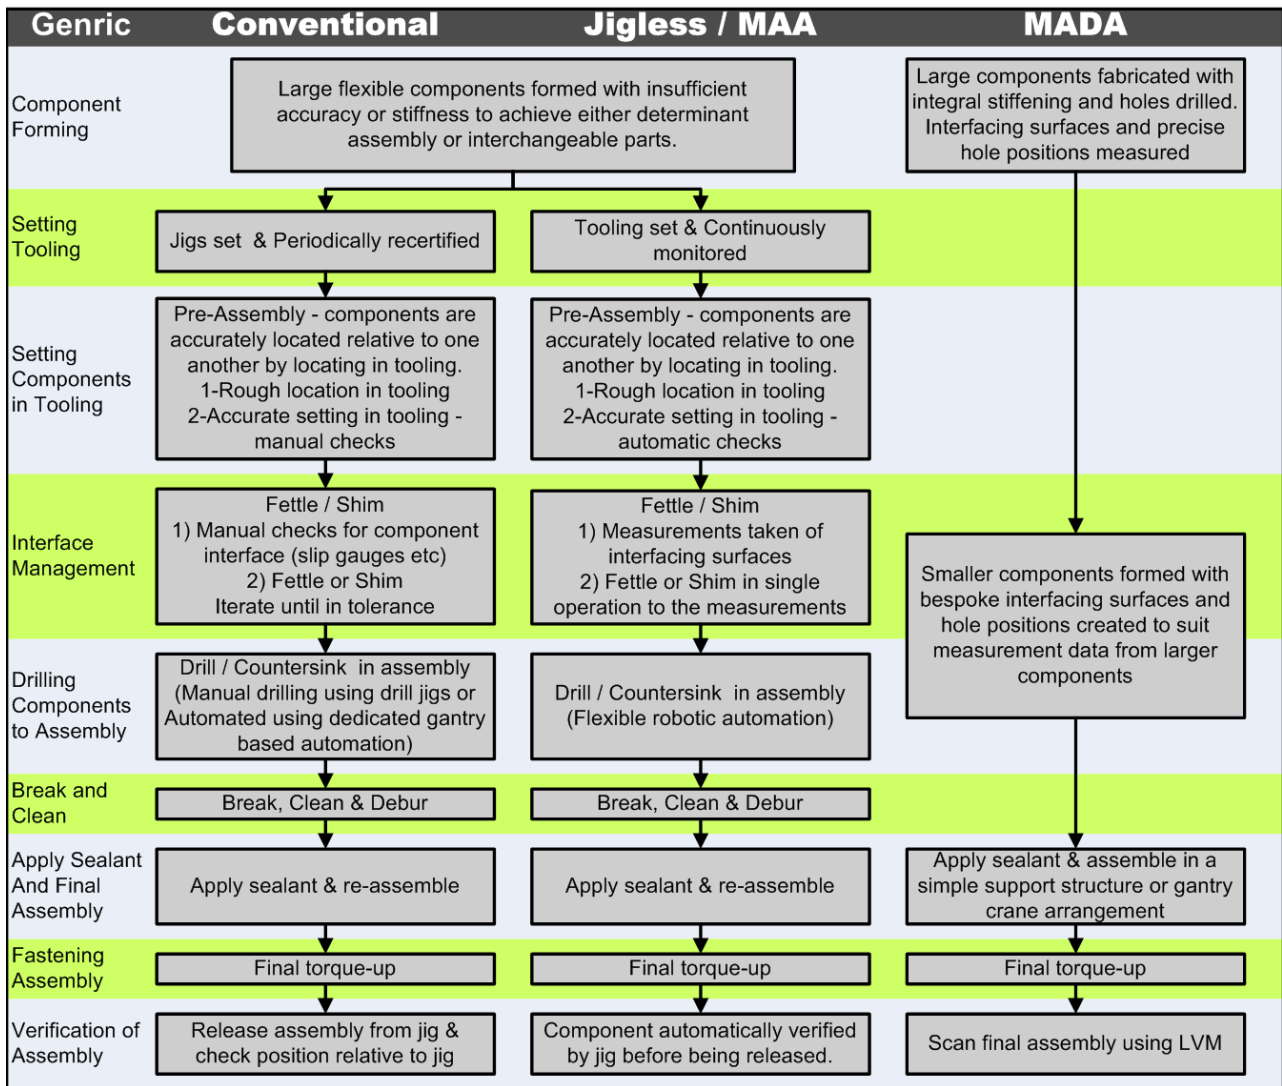 Genric
Conventional
Jigless / MAA
MADA
Component
Forming
Large flexible components formed with insufficient
accuracy or stiffness to achieve either determinant
assembly or interchangeable parts.
Large components fabricated with
integral stiffening and holes drilled.
Interfacing surfaces and precise
hole positions measured
Setting
Tooling
Jigs set & Periodically recertified
Tooling set & Continuously
monitored
Setting
Components
in Tooling
Pre-Assembly - components are
accurately located relative to one
another by locating in tooling.
1-Rough location in tooling
2-Accurate setting in tooling -
manual checks
Pre-Assembly - components are
accurately located relative to one
another by locating in tooling.
1-Rough location in tooling
2-Accurate setting in tooling -
automatic checks
Interface
Management
Fettle / Shim
1) Manual checks for component
interface (slip gauges etc)
2) Fettle or Shim
Iterate until in tolerance
Fettle / Shim
1) Measurements taken of
interfacing surfaces
2) Fettle or Shim in single
operation to the measurements
Smaller components formed with
bespoke interfacing surfaces and
hole positions created to suit
measurement data from larger
components
Drilling
Components
to Assembly
Drill / Countersink in assembly
(Manual drilling using drill jigs or
Automated using dedicated gantry
based automation)
Drill / Countersink in assembly
(Flexible robotic automation)
Break and
Clean
Break, Clean & Debur
Break, Clean & Debur
Apply Sealant
And Final
Assembly
Apply sealant & re-assemble
Apply sealant & re-assemble
Apply sealant & assemble in a
simple support structure or gantry
crane arrangement
Fastening
Assembly
Final torque-up
Final torque-up
Final torque-up
Verification of
Assembly
Release assembly from jig &
check position relative to jig
Component automatically verified
by jig before being released.
Scan final assembly using LVM